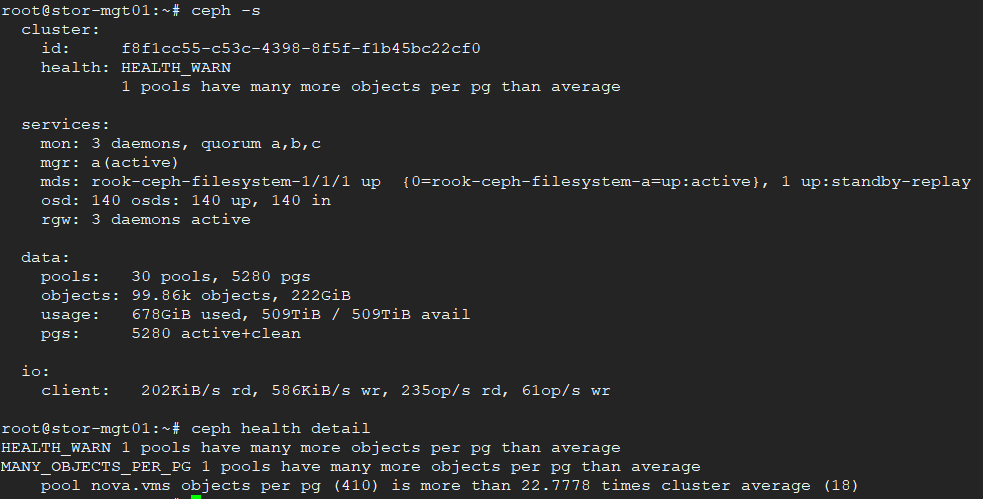 root@stor-mgt01:~# ceph -s
  cluster:
    id:     f8f1cc55-c53c-4398-8f5f-f1b45bc22cf0
    health: HEALTH_WARN
            1 pools have many more objects per pg than average

  services:
    mon: 3 daemons, quorum a,b,c
    mgr: a(active)
    mds: rook-ceph-filesystem-1/1/1 up  {0=rook-ceph-filesystem-a=up:active}, 1 up:standby-replay
    osd: 140 osds: 140 up, 140 in
    rgw: 3 daemons active

  data:
    pools:   30 pools, 5280 pgs
    objects: 99.86k objects, 222GiB
    usage:   678GiB used, 509TiB / 509TiB avail
    pgs:     5280 active+clean

  io:
    client:   202KiB/s rd, 586KiB/s wr, 235op/s rd, 61op/s wr

root@stor-mgt01:~# ceph health detail
HEALTH_WARN 1 pools have many more objects per pg than average
MANY_OBJECTS_PER_PG 1 pools have many more objects per pg than average
    pool nova.vms objects per pg (410) is more than 22.7778 times cluster average (18)